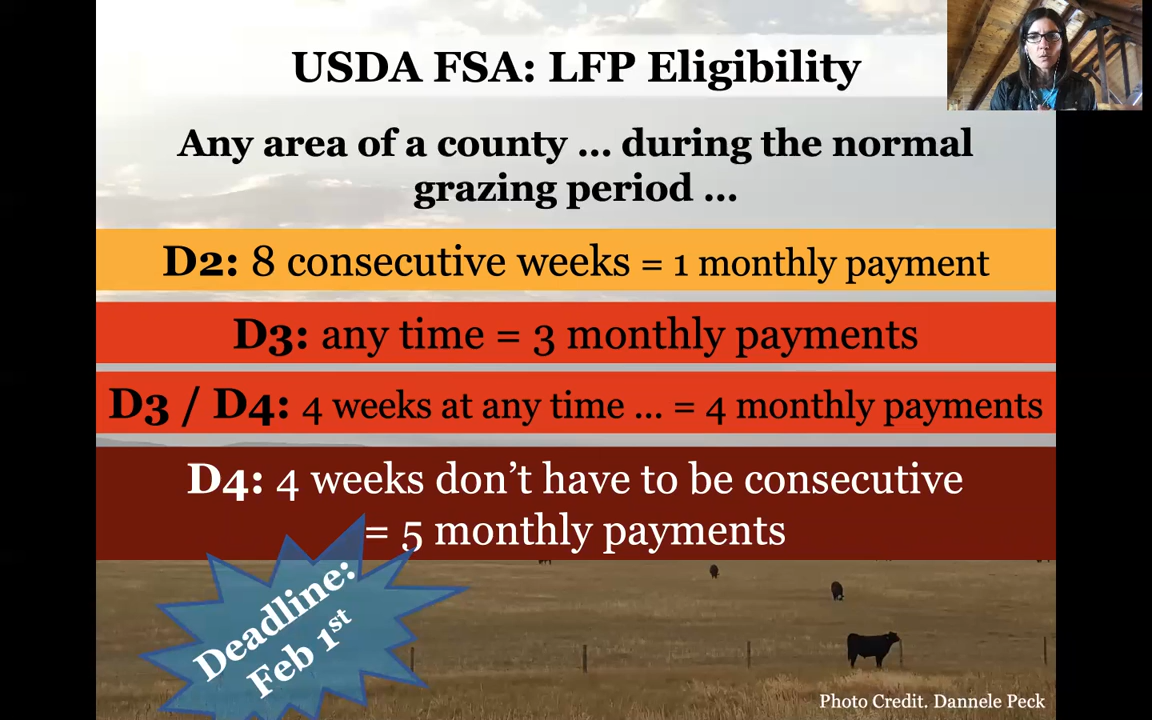 USDA FSA: LFP Eligibility
Any area of a county ... during the normal
grazing period ...
D2: 8 consecutive weeks = 1 monthly payment
D3: any time = 3 monthly payments
D3 / D4: 4 weeks at any time ... = 4 monthly payments
D4: 4 weeks don’t have to be consecutive
= 5 monthly payments
Deadline:
Feb 1st
Photo Credit. Dannele Peck